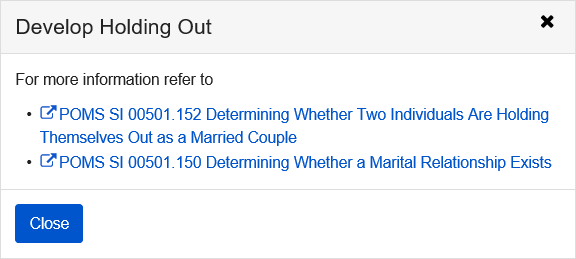 Develop Holding Out
For more information refer to
• POMS SI 00501.152 Determining Whether Two Individuals Are Holding
Themselves Out as a Married Couple
• POMS SI 00501.150 Determining Whether a Marital Relationship Exists
Close